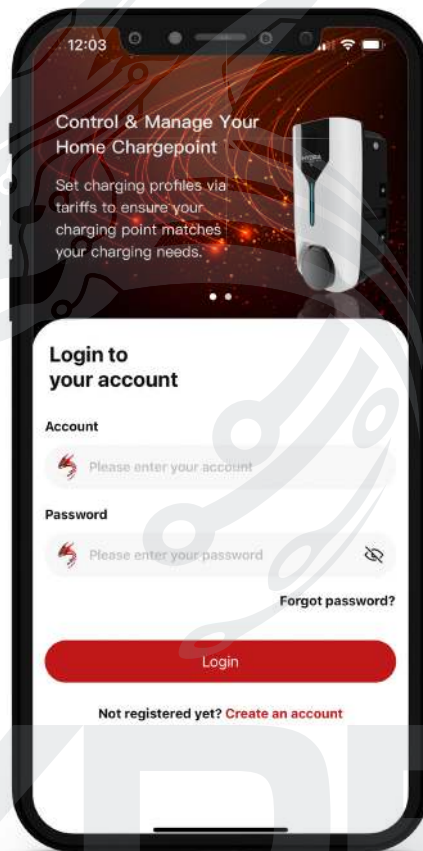 12:03
Control & Manage Your
Home Chargepoint
HYDRA
Set charging profiles via
tariffs to ensure your
charging point matches
your charging needs.
Login to
your account
Account
Please enter your account
Password
Please enter your password
Forgot password?
Login
Not registered yet? Create an account